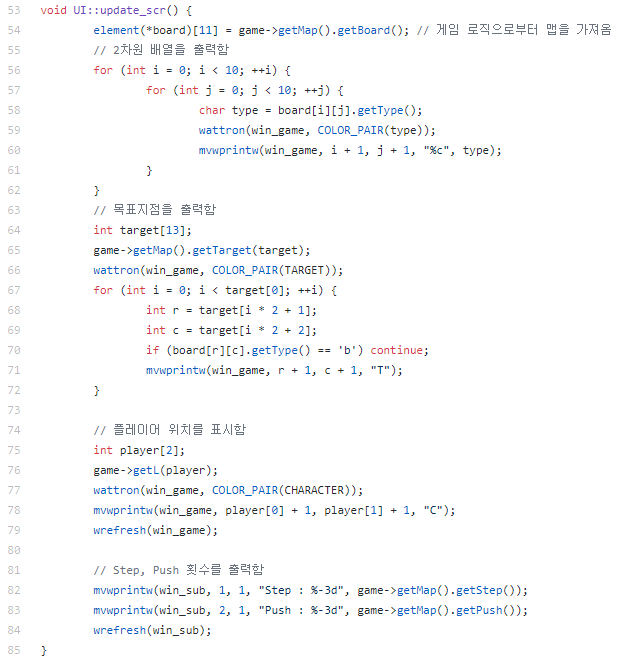 53 void UI::update_scr() {
54 element(*board)[11] = game->getMap().getBoard(); // 게임 로직으로부터 맵을 가져옴
55 // 2차원 배열을 출력함
56 for (int i = 0; i < 10; ++i) {
57 for (int j = 0; j < 10; ++j) {
58 char type = board[i][j].getType();
59 wattron(win_game, COLOR_PAIR(type));
60 mvwprintw(win_game, i + 1, j + 1, "%c", type);
61 }
62 }
63 // 목표지점을 출력함
64 int target[13];
65 game->getMap().getTarget(target);
66 wattron(win_game, COLOR_PAIR(TARGET));
67 for (int i = 0; i < target[0]; ++i) {
68 int r = target[i * 2 + 1];
69 int c = target[i * 2 + 2];
70 if (board[r][c].getType() == 'b') continue;
71 mvwprintw(win_game, r + 1, c + 1, "T");
72 }
73
74 // 플레이어 위치를 표시함
75 int player[2];
76 game->getL(player);
77 wattron(win_game, COLOR_PAIR(CHARACTER));
78 mvwprintw(win_game, player[0] + 1, player[1] + 1, "C");
79 wrefresh(win_game);
80
81 // Step, Push 횟수를 출력함
82 mvwprintw(win_sub, 1, 1, "Step : %-3d", game->getMap().getStep());
83 mvwprintw(win_sub, 2, 1, "Push : %-3d", game->getMap().getPush());
84 wrefresh(win_sub);
85 }